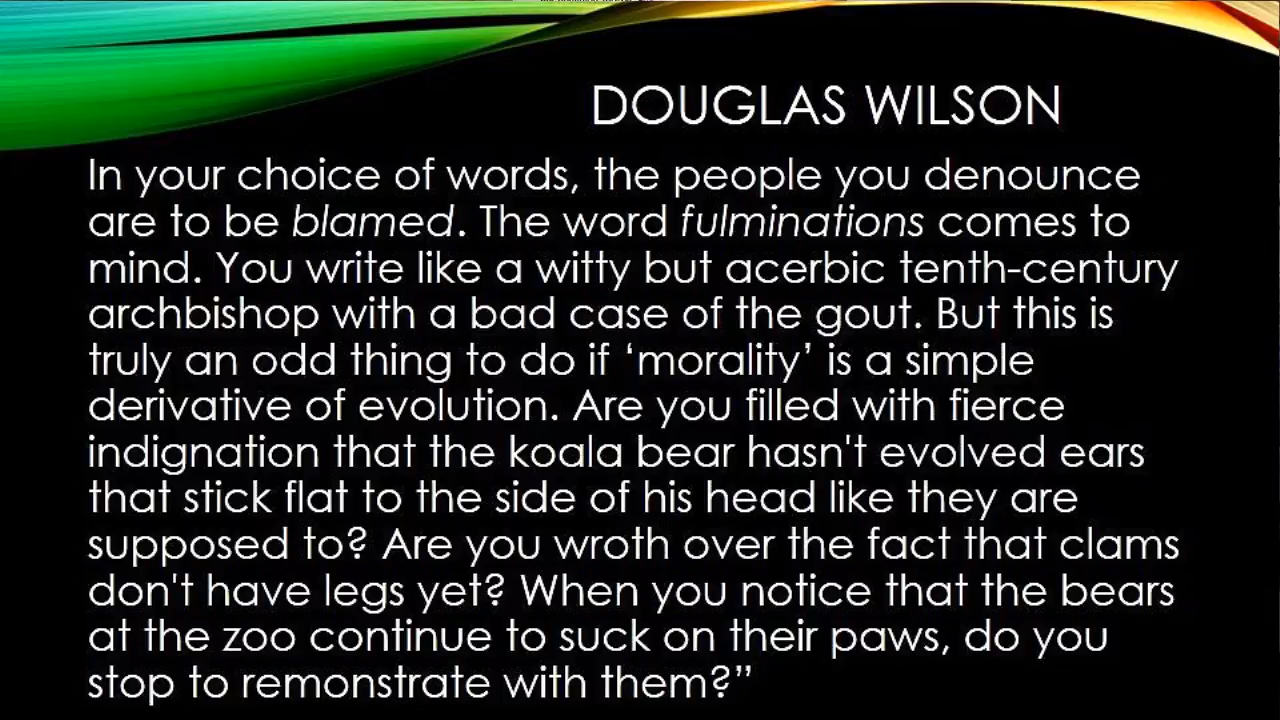 DOUGLAS WILSON
In your choice of words, the people you denounce
are to be blamed. The word fulminations comes to
mind. You write like a witty but acerbic tenth-century
archbishop with a bad case of the gout. But this is
truly an odd thing to do if ‘morality’ is a simple
derivative of evolution. Are you filled with fierce
indignation that the koala bear hasn't evolved ears
that stick flat to the side of his head like they are
supposed to? Are you wroth over the fact that clams
don't have legs yet? When you notice that the bears
at the zoo continue to suck on their paws, do you
stop to remonstrate with them?”